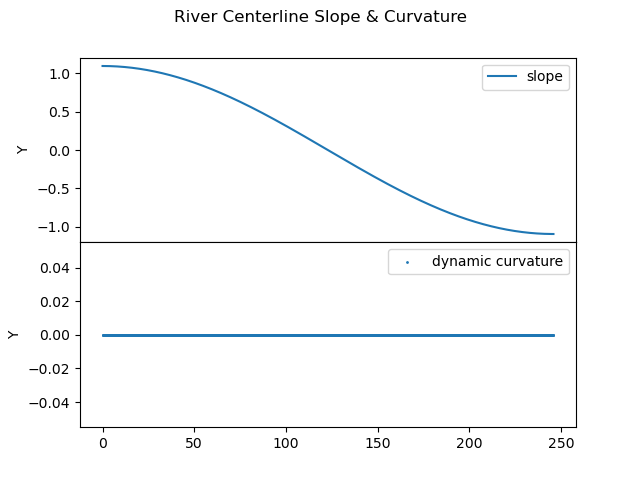 River Centerline Slope & Curvature
slope
1.0
0.5
0.0
−0.5
−1.0
Y
dynamic curvature
0.04
0.02
0.00
−0.02
−0.04
Y
0 50 100 150 200 250